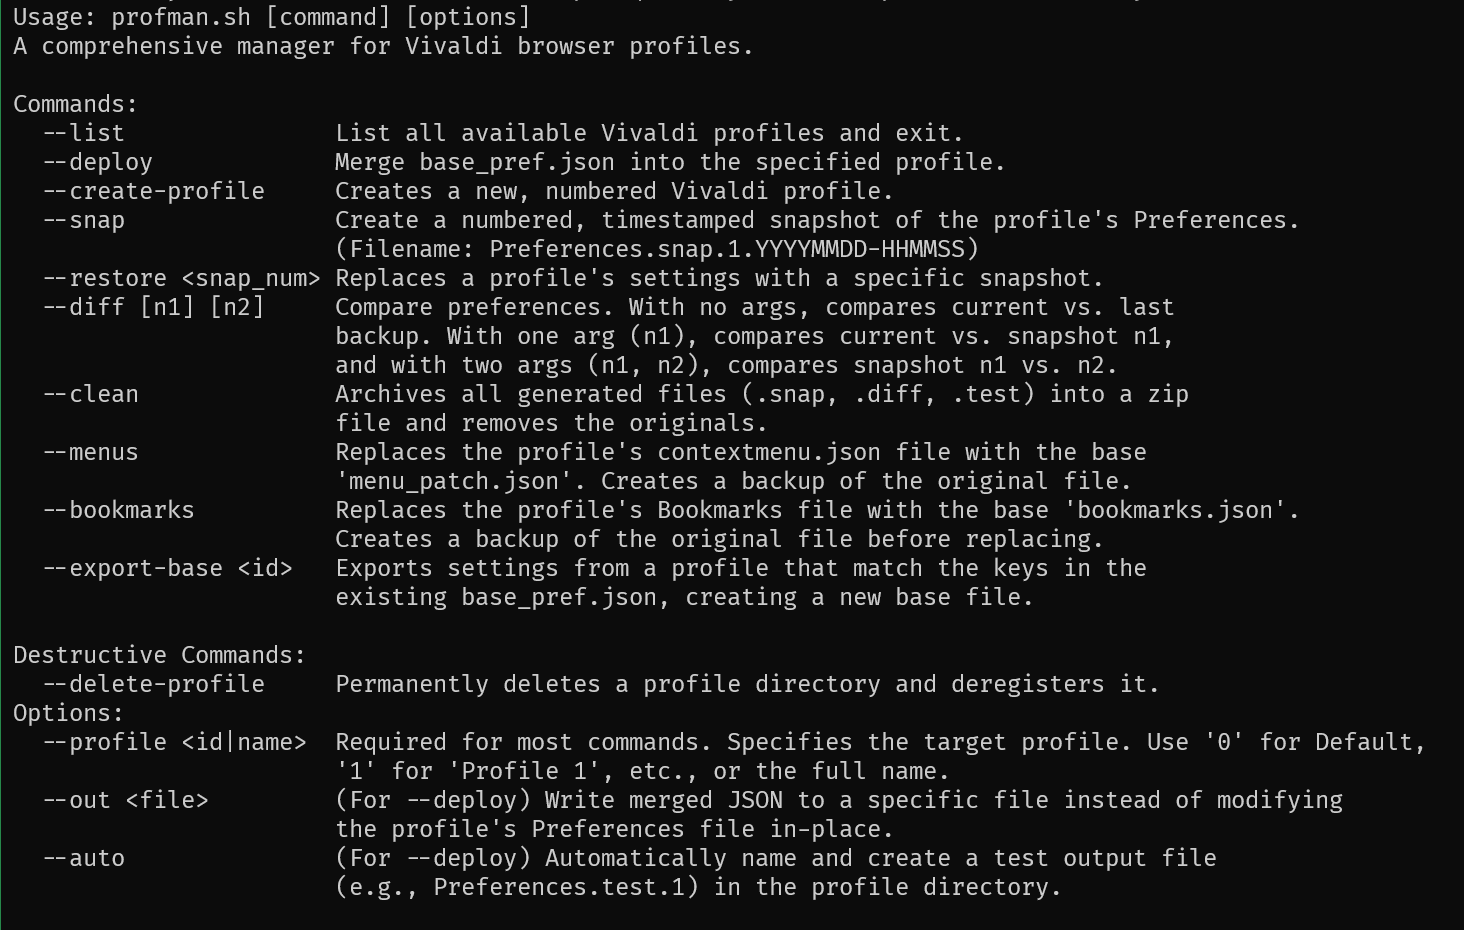 Usage: profman.sh [command] [options]
A comprehensive manager for Vivaldi browser profiles.

Commands:
  --list               List all available Vivaldi profiles and exit.
  --deploy             Merge base_pref.json into the specified profile.
  --create-profile     Creates a new, numbered Vivaldi profile.
  --snap               Create a numbered, timestamped snapshot of the profile's Preferences.
                       (Filename: Preferences.snap.1.YYYYMMDD-HHMMSS)
  --restore <snap_num> Replaces a profile's settings with a specific snapshot.
  --diff [n1] [n2]     Compare preferences. With no args, compares current vs. last
                       backup. With one arg (n1), compares current vs. snapshot n1,
                       and with two args (n1, n2), compares snapshot n1 vs. n2.
  --clean              Archives all generated files (.snap, .diff, .test) into a zip
                       file and removes the originals.
  --menus              Replaces the profile's contextmenu.json file with the base
                       'menu_patch.json'. Creates a backup of the original file.
  --bookmarks          Replaces the profile's Bookmarks file with the base 'bookmarks.json'.
                       Creates a backup of the original file before replacing.
  --export-base <id>   Exports settings from a profile that match the keys in the
                       existing base_pref.json, creating a new base file.

Destructive Commands:
  --delete-profile     Permanently deletes a profile directory and deregisters it.
Options:
  --profile <id|name>  Required for most commands. Specifies the target profile. Use '0' for Default,
                       '1' for 'Profile 1', etc., or the full name.
  --out <file>         (For --deploy) Write merged JSON to a specific file instead of modifying
                       the profile's Preferences file in-place.
  --auto               (For --deploy) Automatically name and create a test output file
                       (e.g., Preferences.test.1) in the profile directory.